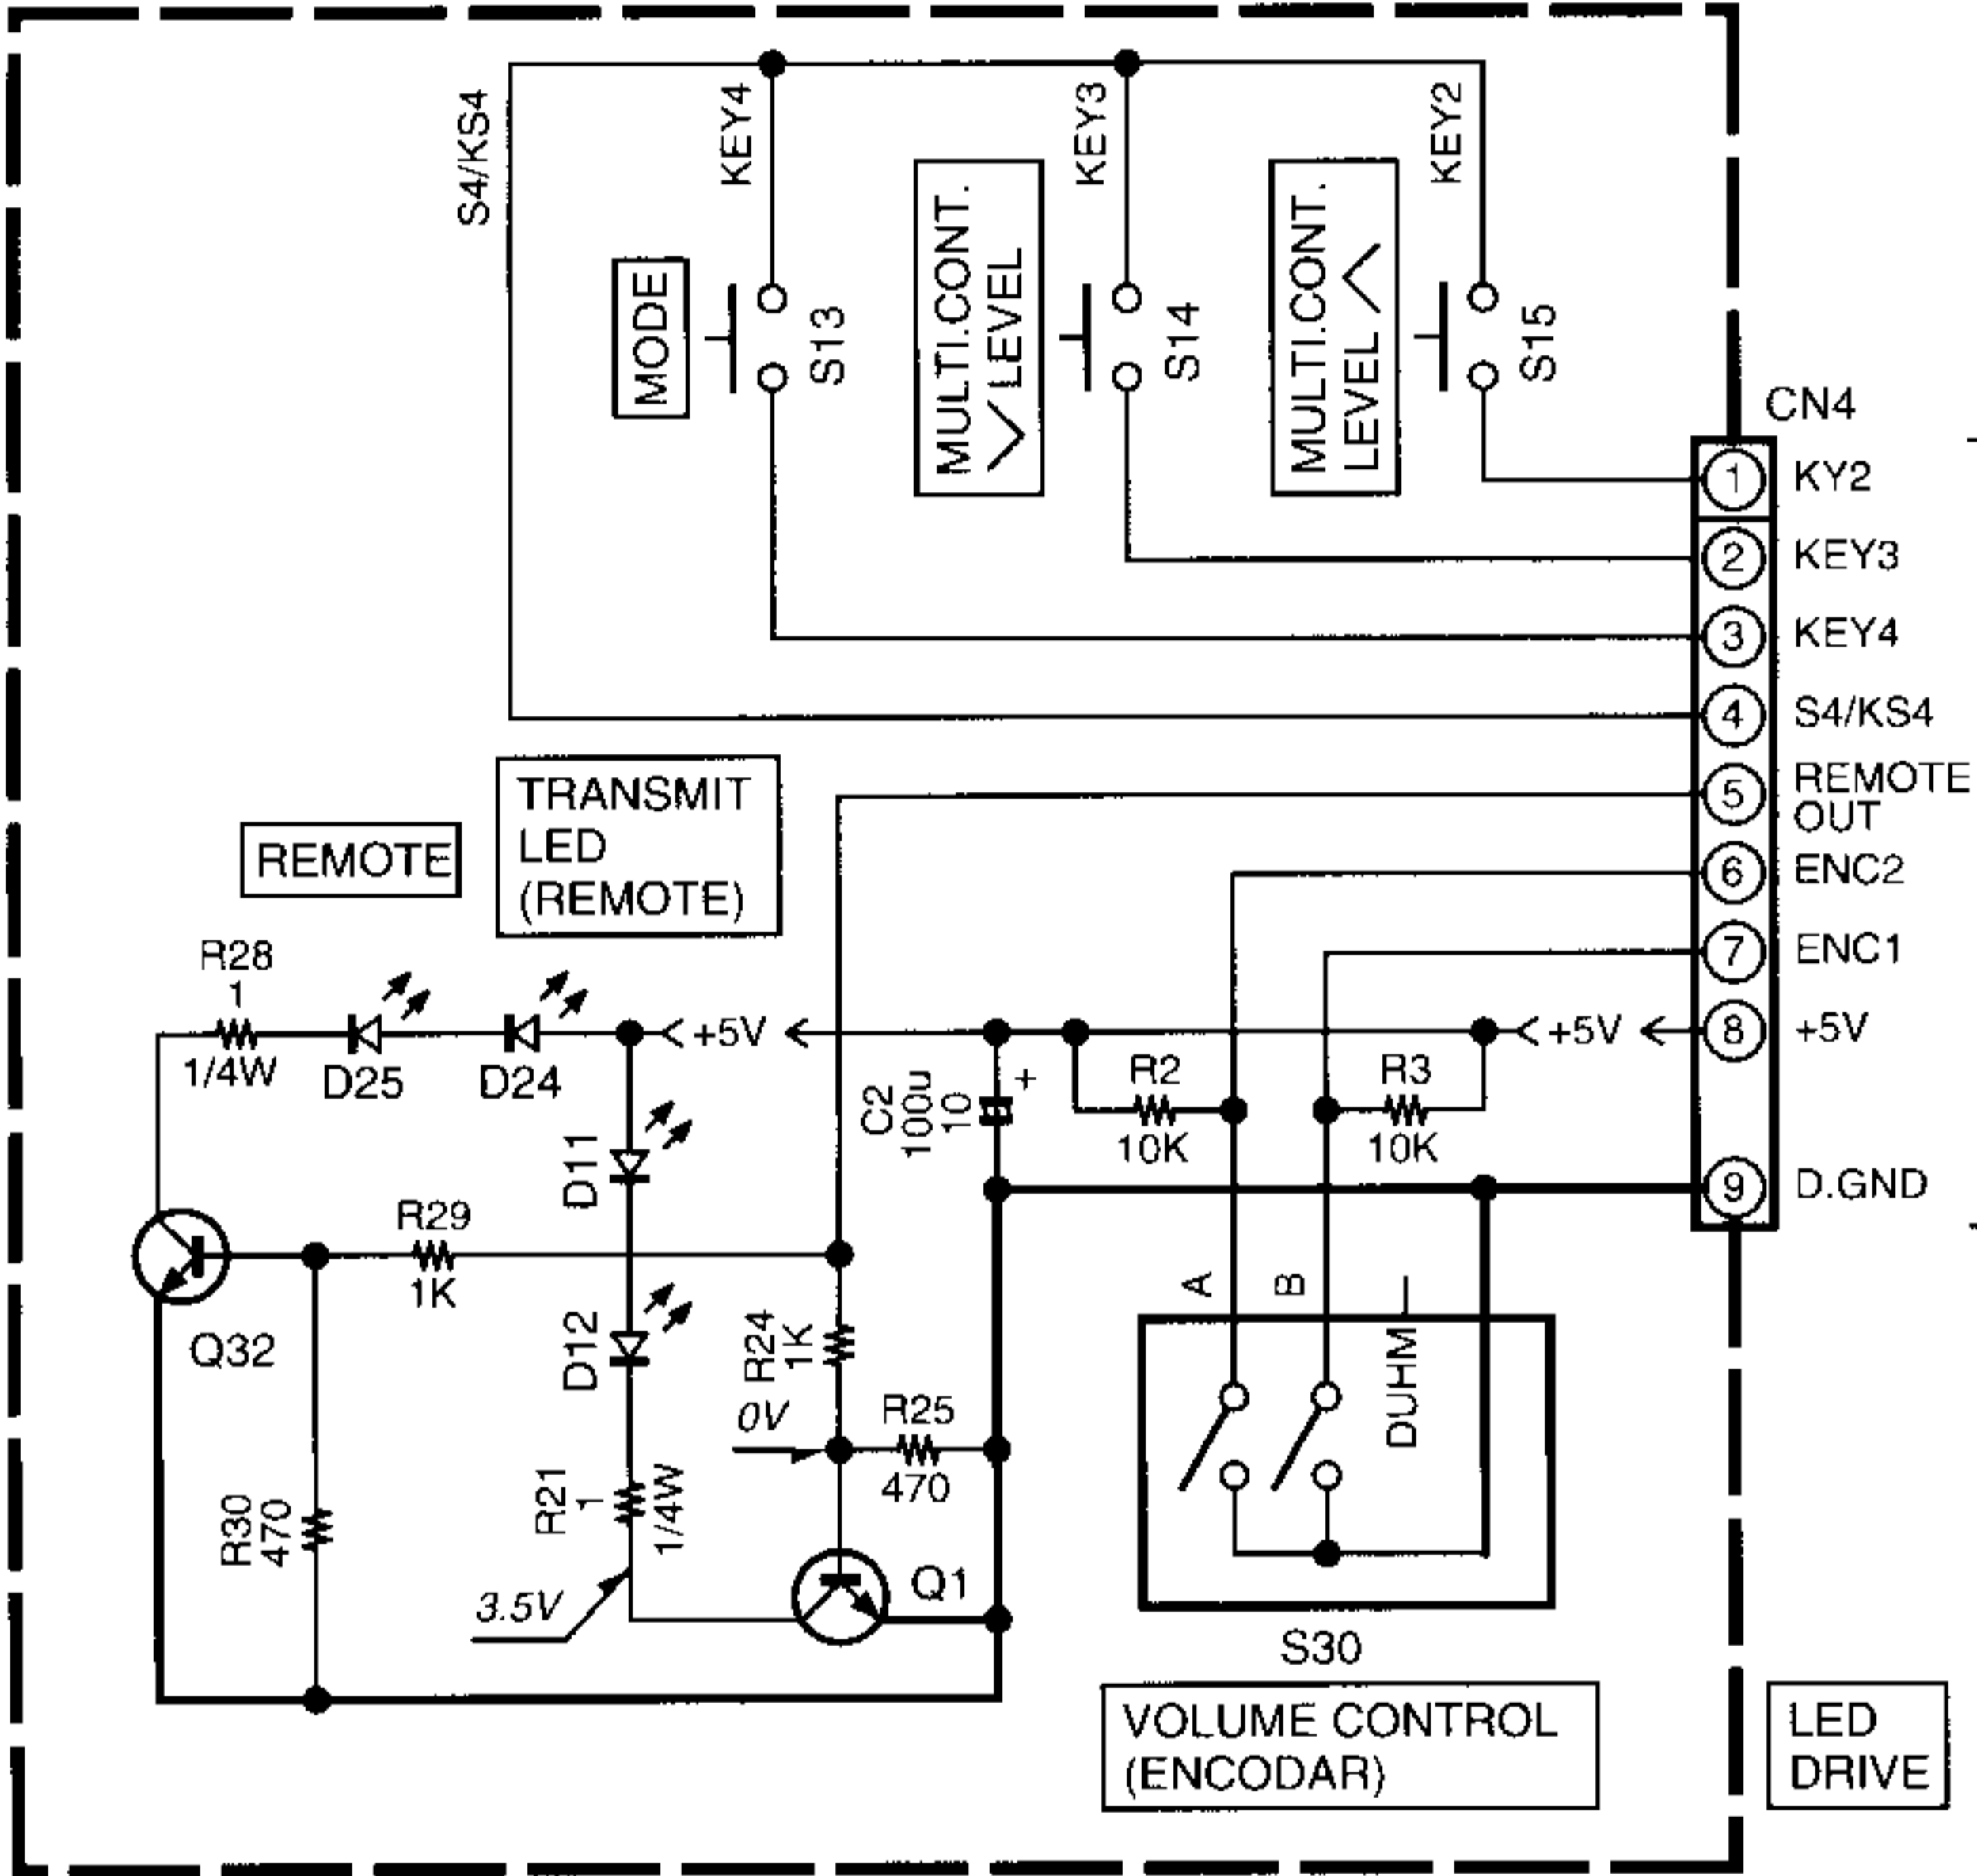 S4/KS4
KEY4
KEY3
KEY2
MODE
S13
MULTI.CONT.
LEVEL
S14
MULTI.CONT.
LEVEL
S15
CN4
1
KY2
2
KEY3
3
KEY4
4
S4/KS4
5
REMOTE
OUT
6
ENC2
7
ENC1
8
+5V
9
D.GND
REMOTE
TRANSMIT
LED
(REMOTE)
R28
1
1/4W
D25
D24
+5V
+5V
C2
100u
10
+
R2
10K
R3
10K
D11
R29
1K
Q32
D12
R24
1K
0V
R25
470
R30
470
R21
1
1/4W
3.5V
Q1
A
B
DUHM
S30
VOLUME CONTROL
(ENCODAR)
LED
DRIVE